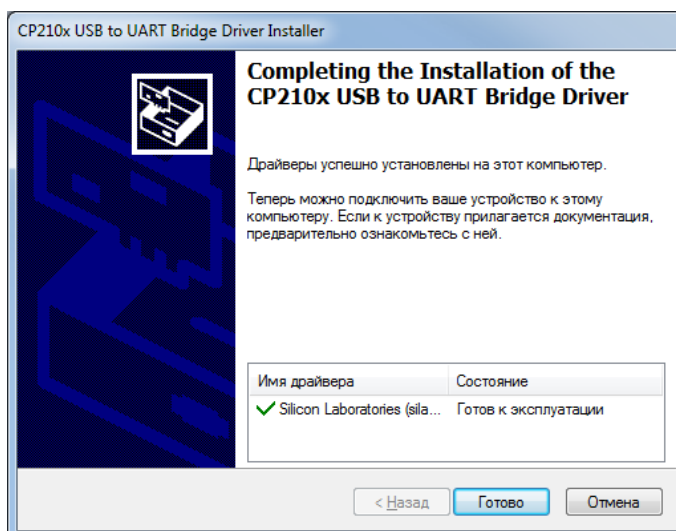 CP210x USB to UART Bridge Driver Installer
Completing the Installation of the
CP210x USB to UART Bridge Driver
Драйверы успешно установлены на этот компьютер.
Теперь можно подключить ваше устройство к этому
компьютеру. Если к устройству прилагается документация,
предварительно ознакомьтесь с ней.
Имя драйвера Состояние
Silicon Laboratories (sila... Готов к эксплуатации
< Назад Готово Отмена